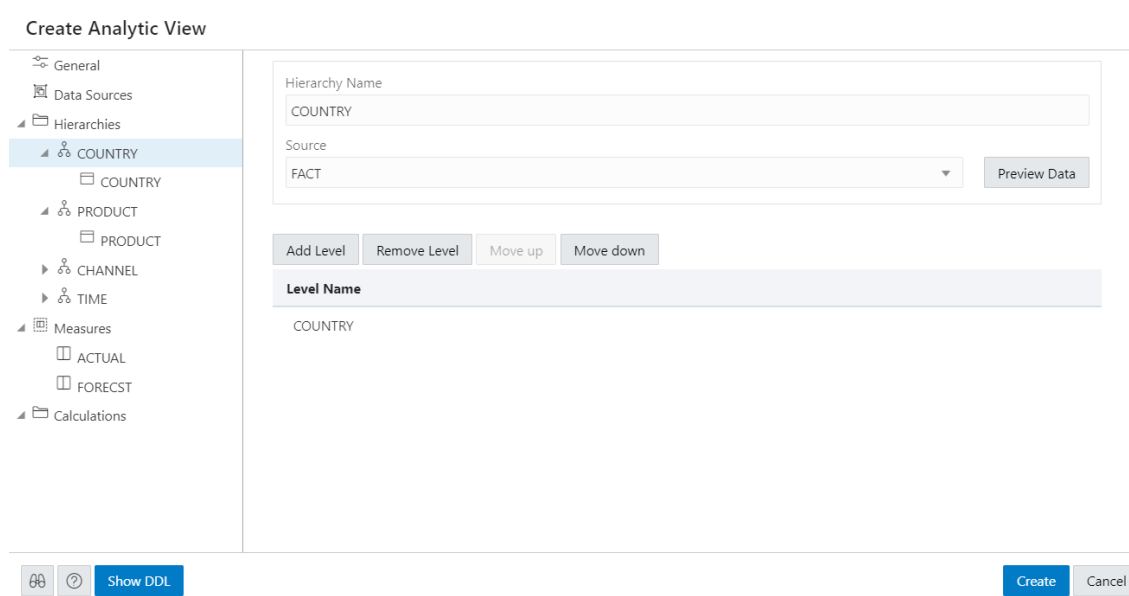 Create Analytic View
General
Data Sources
Hierarchies
COUNTRY
COUNTRY
PRODUCT
PRODUCT
CHANNEL
TIME
Measures
ACTUAL
FORECST
Calculations
Hierarchy Name
COUNTRY
Source
FACT
Preview Data
Add Level Remove Level Move up Move down
Level Name
COUNTRY
Show DDL
Create Cancel